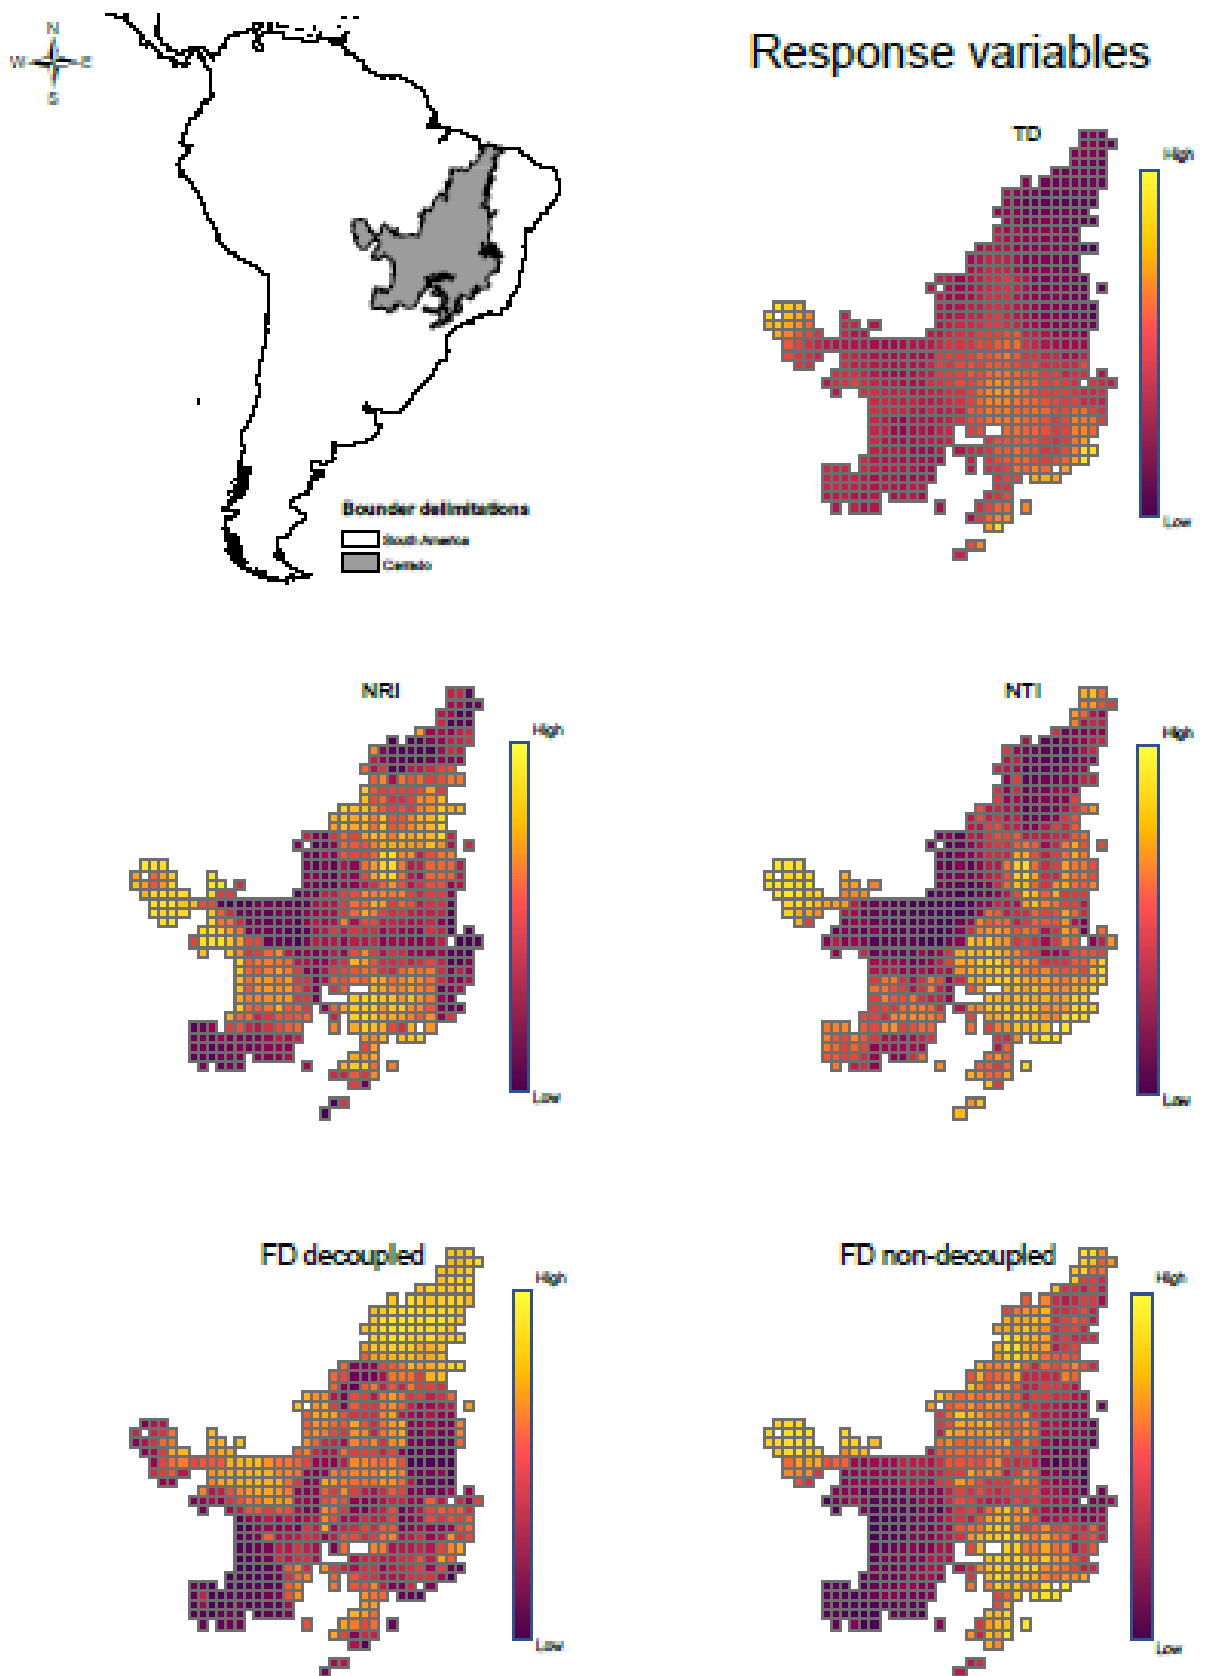 N
W E
S
Response variables
TD
High
Low
Bounder delimitations
South America
Cerrado
NRI
High
Low
NTI
High
Low
FD decoupled
High
Low
FD non-decoupled
High
Low